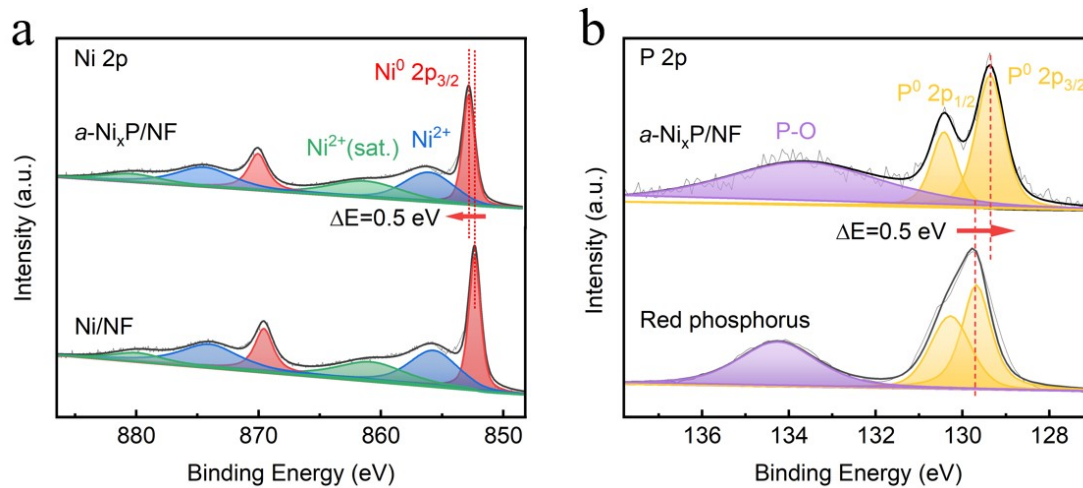 a
Ni 2p
Ni⁰ 2p₃/₂
a-NiₓP/NF
Ni²⁺(sat.)
Ni²⁺
ΔE=0.5 eV
Ni/NF
Intensity (a.u.)
880
870
860
850
Binding Energy (eV)
b
P 2p
P⁰ 2p₁/₂
P⁰ 2p₃/₂
a-NiₓP/NF
P-O
ΔE=0.5 eV
Red phosphorus
Intensity (a.u.)
136
134
132
130
128
Binding Energy (eV)